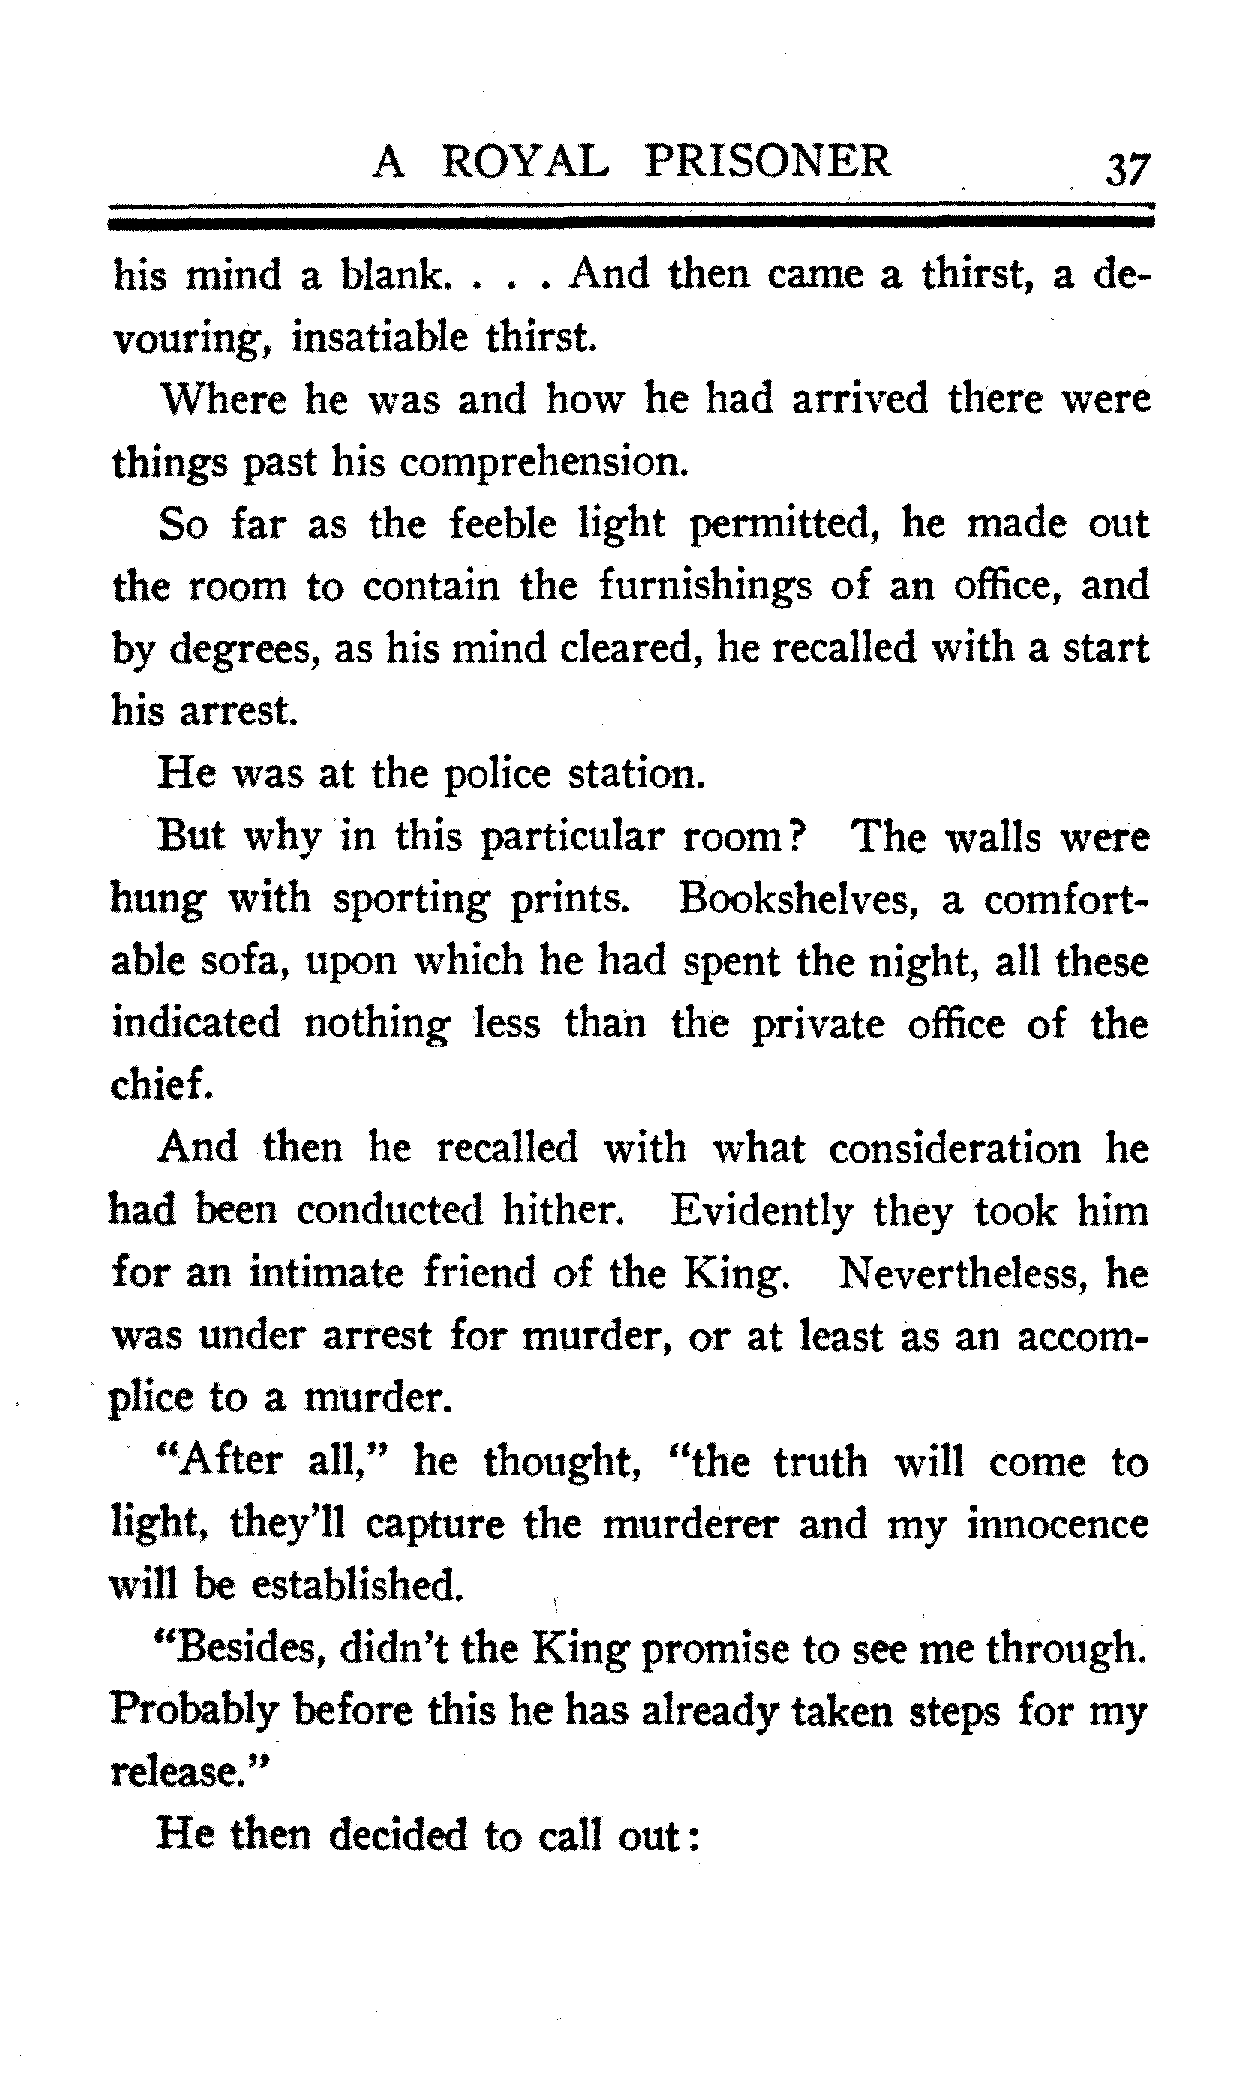 A ROYAL PRISONER 37
his mind a blank. . . . And then came a thirst, a de-
vouring, insatiable thirst.
Where he was and how he had arrived there were
things past his comprehension.
So far as the feeble light permitted, he made out
the room to contain the furnishings of an office, and
by degrees, as his mind cleared, he recalled with a start
his arrest.
He was at the police station.
But why in this particular room? The walls were
hung with sporting prints. Bookshelves, a comfort-
able sofa, upon which he had spent the night, all these
indicated nothing less than the private office of the
chief.
And then he recalled with what consideration he
had been conducted hither. Evidently they took him
for an intimate friend of the King. Nevertheless, he
was under arrest for murder, or at least as an accom-
plice to a murder.
“After all,” he thought, “the truth will come to
light, they’ll capture the murderer and my innocence
will be established.
“Besides, didn’t the King promise to see me through.
Probably before this he has already taken steps for my
release.”
He then decided to call out: